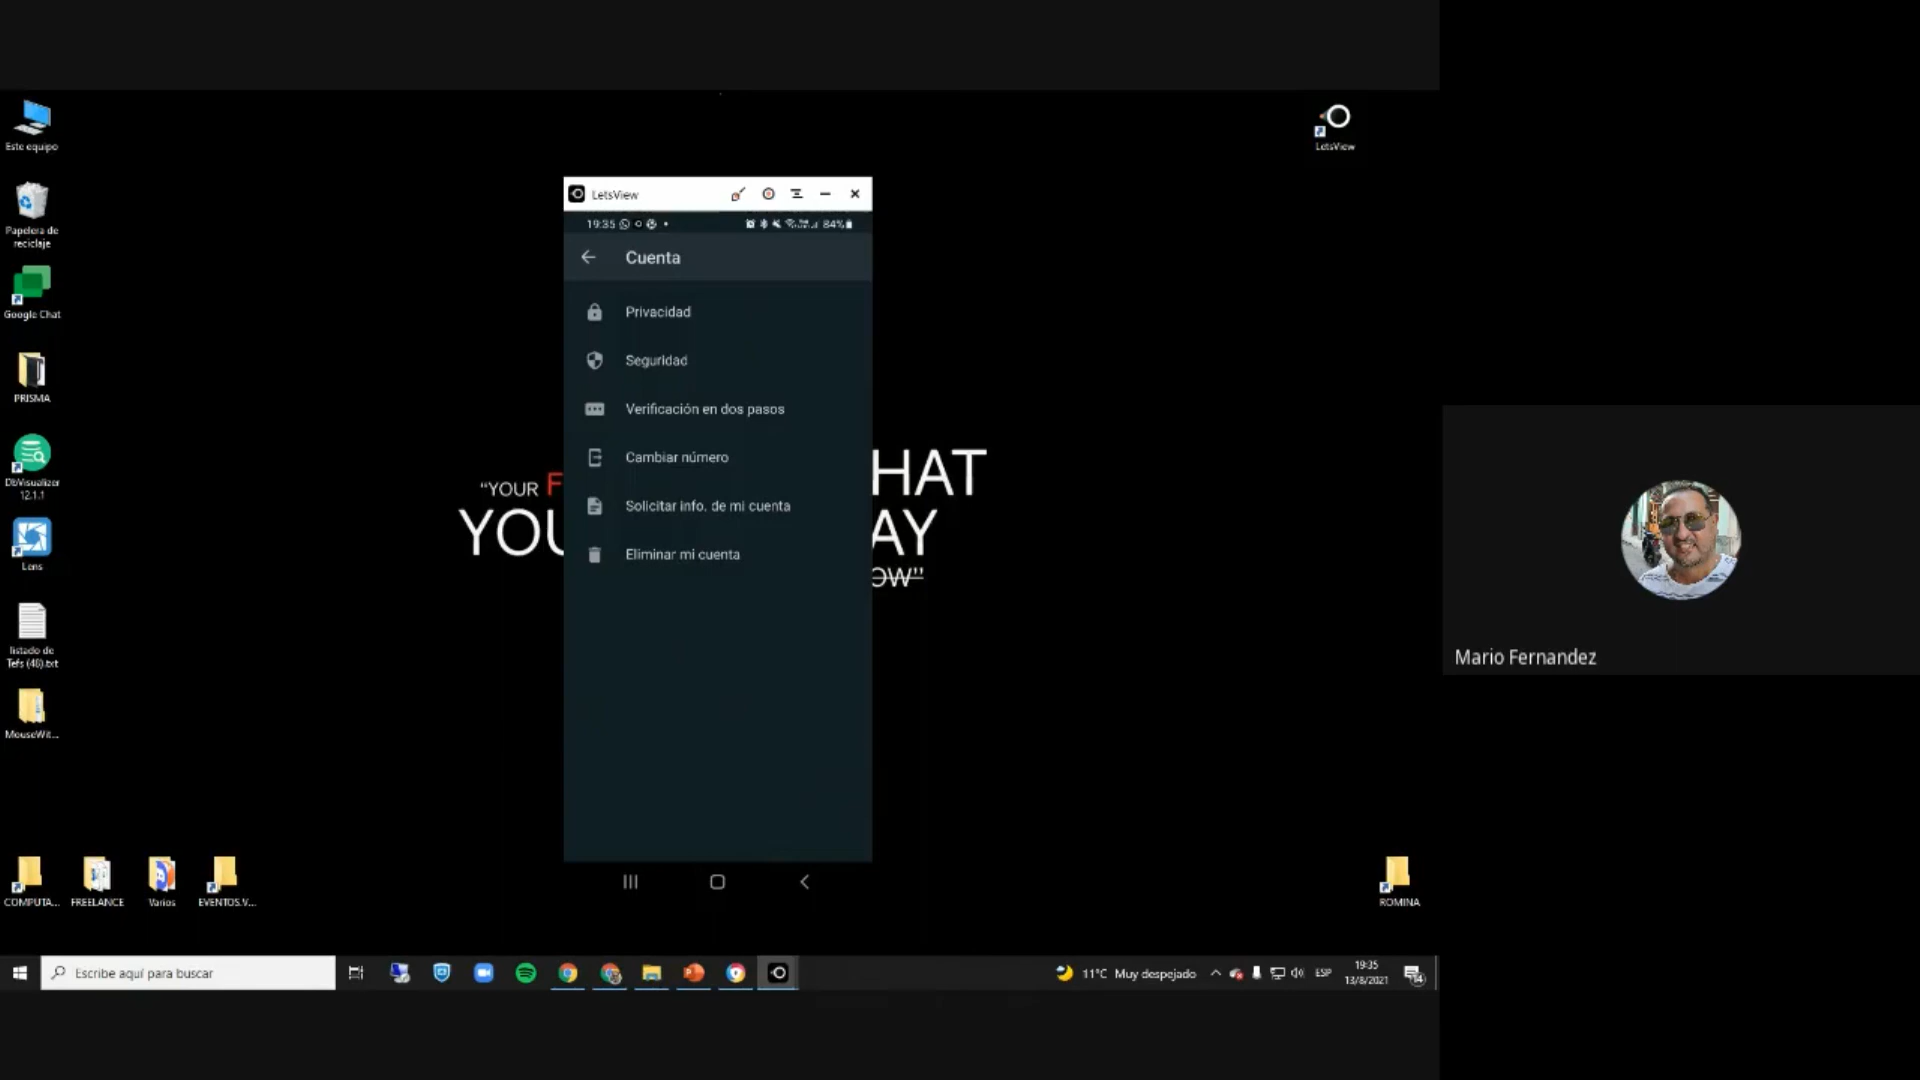 Este equipo
Papelera de
reciclaje
Google Chat
PRISMA
DbVisualizer
12.1.1
Lens
listado de
Tefs (48).txt
MouseWit...
COMPUTA...
FREELANCE
Varios
EVENTOS.V...
LetsView
LetsView
19:35
84%
Cuenta
Privacidad
Seguridad
Verificación en dos pasos
Cambiar número
Solicitar info. de mi cuenta
Eliminar mi cuenta
"YOUR F
HAT
YOU
AY
OW"
ROMINA
Mario Fernandez
Escribe aquí para buscar
11°C Muy despejado
ESP
19:35
13/8/2021